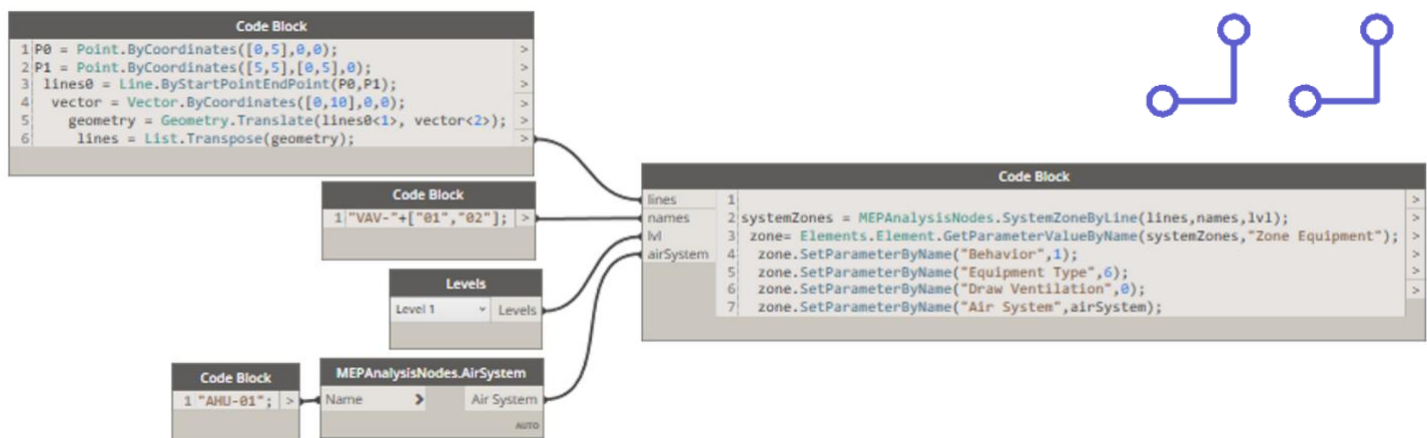 Code Block
1 P0 = Point.ByCoordinates([0,5],0,0); >
2 P1 = Point.ByCoordinates([5,5],[0,5],0); >
3 lines0 = Line.ByStartPointEndPoint(P0,P1); >
4 vector = Vector.ByCoordinates([0,10],0,0); >
5 geometry = Geometry.Translate(lines0<1>, vector<2>); >
6 lines = List.Transpose(geometry); >
Code Block
1 "VAV-"+["01","02"]; >
Levels
Level 1 Levels
Code Block
1 "AHU-01"; >
MEPAnalysisNodes.AirSystem
Name > Air System
AUTO
Code Block
lines 1 >
names 2 systemZones = MEPAnalysisNodes.SystemZoneByLine(lines,names,lvl); >
lvl 3 zone= Elements.Element.GetParameterValueByName(systemZones,"Zone Equipment"); >
airSystem 4 zone.SetParameterByName("Behavior",1); >
5 zone.SetParameterByName("Equipment Type",6); >
6 zone.SetParameterByName("Draw Ventilation",0); >
7 zone.SetParameterByName("Air System",airSystem);